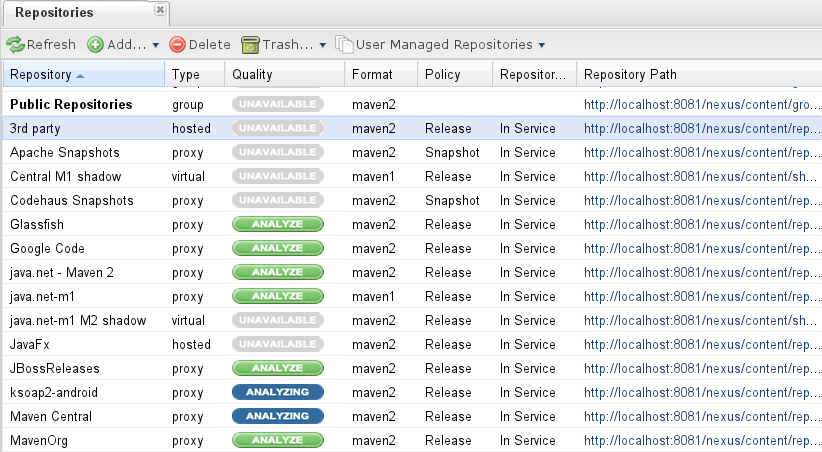 Repositories
Refresh Add... Delete Trash... User Managed Repositories
Repository Type Quality Format Policy Repositor... Repository Path
Public Repositories group UNAVAILABLE maven2 http://localhost:8081/nexus/content/gro...
3rd party hosted UNAVAILABLE maven2 Release In Service http://localhost:8081/nexus/content/rep...
Apache Snapshots proxy UNAVAILABLE maven2 Snapshot In Service http://localhost:8081/nexus/content/rep...
Central M1 shadow virtual UNAVAILABLE maven1 Release In Service http://localhost:8081/nexus/content/sh...
Codehaus Snapshots proxy UNAVAILABLE maven2 Snapshot In Service http://localhost:8081/nexus/content/rep...
Glassfish proxy ANALYZE maven2 Release In Service http://localhost:8081/nexus/content/rep...
Google Code proxy ANALYZE maven2 Release In Service http://localhost:8081/nexus/content/rep...
java.net - Maven 2 proxy ANALYZE maven2 Release In Service http://localhost:8081/nexus/content/rep...
java.net-m1 proxy ANALYZE maven1 Release In Service http://localhost:8081/nexus/content/rep...
java.net-m1 M2 shadow virtual UNAVAILABLE maven2 Release In Service http://localhost:8081/nexus/content/sh...
JavaFx hosted UNAVAILABLE maven2 Release In Service http://localhost:8081/nexus/content/rep...
JBossReleases proxy ANALYZE maven2 Release In Service http://localhost:8081/nexus/content/rep...
ksoap2-android proxy ANALYZING maven2 Release In Service http://localhost:8081/nexus/content/rep...
Maven Central proxy ANALYZING maven2 Release In Service http://localhost:8081/nexus/content/rep...
MavenOrg proxy ANALYZE maven2 Release In Service http://localhost:8081/nexus/content/rep...